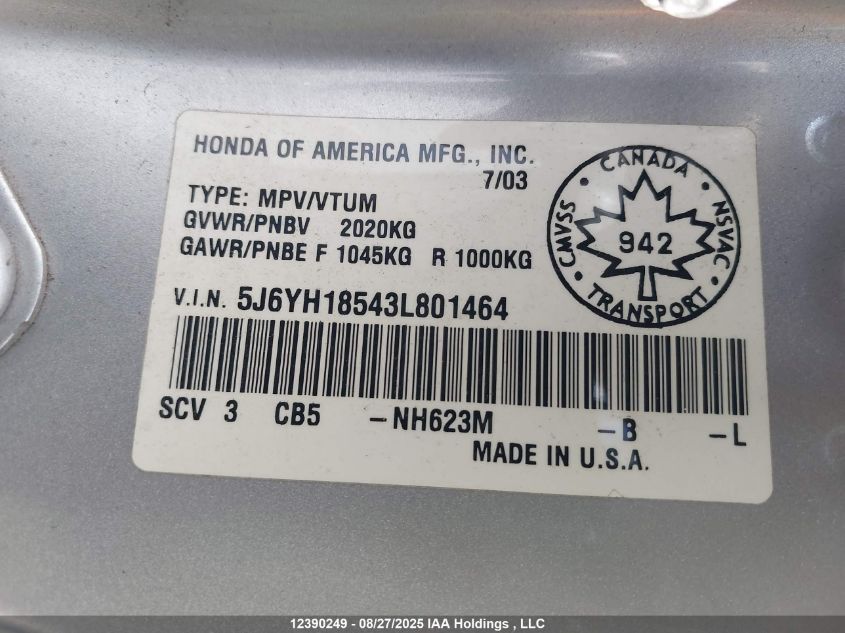 HONDA OF AMERICA MFG., INC.
7/03
TYPE: MPV/VTUM
GVWR/PNBV 2020KG
GAWR/PNBE F 1045KG R 1000KG
V.I.N. 5J6YH18543L801464
CANADA
CMVSS 942 NSVAC
TRANSPORT
SCV 3 CB5 -NH623M -B -L
MADE IN U.S.A.
12390249 - 08/27/2025 IAA Holdings , LLC